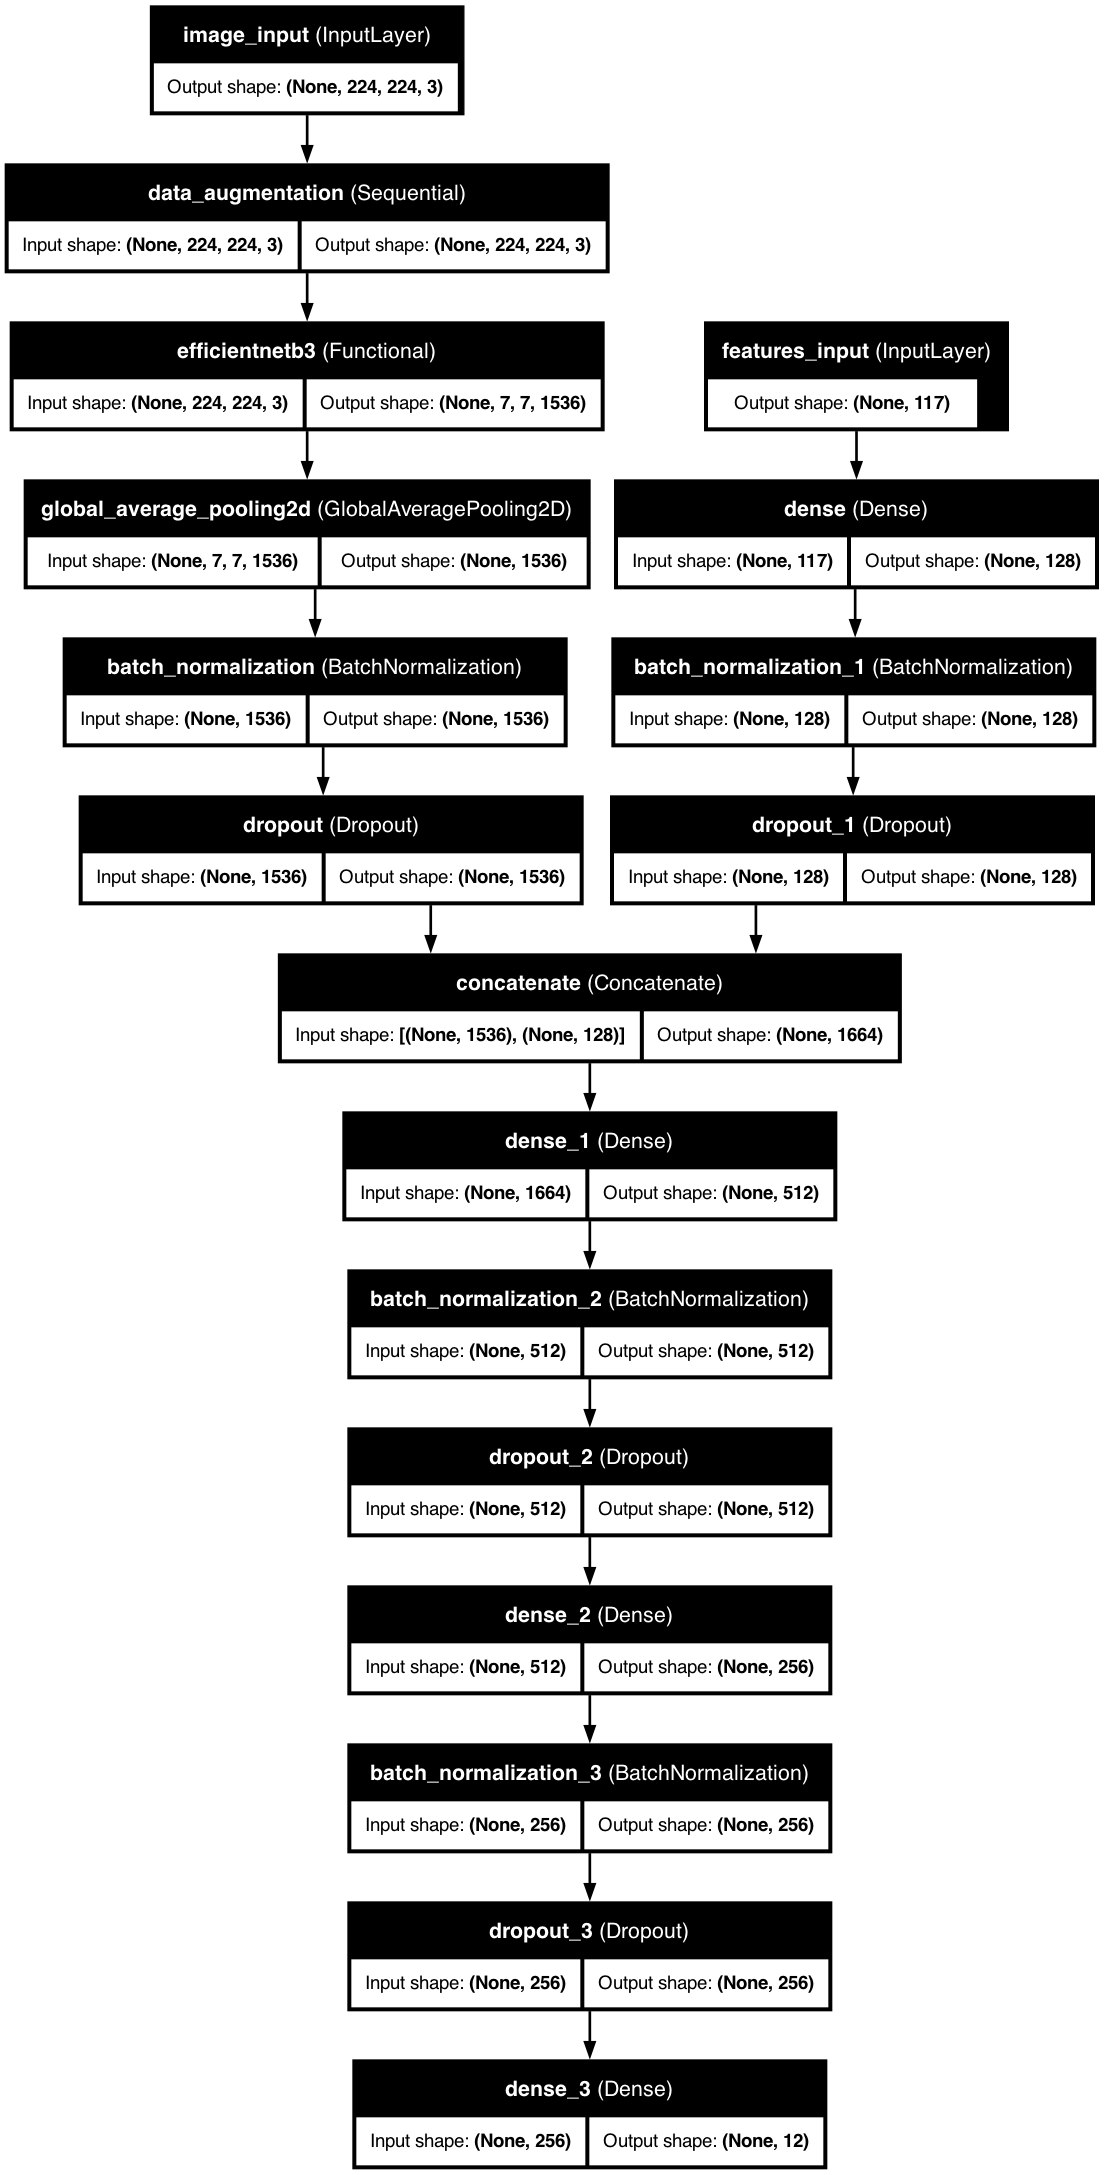 image_input (InputLayer)
Output shape: (None, 224, 224, 3)
data_augmentation (Sequential)
Input shape: (None, 224, 224, 3) Output shape: (None, 224, 224, 3)
efficientnetb3 (Functional)
Input shape: (None, 224, 224, 3) Output shape: (None, 7, 7, 1536)
features_input (InputLayer)
Output shape: (None, 117)
global_average_pooling2d (GlobalAveragePooling2D)
Input shape: (None, 7, 7, 1536) Output shape: (None, 1536)
dense (Dense)
Input shape: (None, 117) Output shape: (None, 128)
batch_normalization (BatchNormalization)
Input shape: (None, 1536) Output shape: (None, 1536)
batch_normalization_1 (BatchNormalization)
Input shape: (None, 128) Output shape: (None, 128)
dropout (Dropout)
Input shape: (None, 1536) Output shape: (None, 1536)
dropout_1 (Dropout)
Input shape: (None, 128) Output shape: (None, 128)
concatenate (Concatenate)
Input shape: [(None, 1536), (None, 128)] Output shape: (None, 1664)
dense_1 (Dense)
Input shape: (None, 1664) Output shape: (None, 512)
batch_normalization_2 (BatchNormalization)
Input shape: (None, 512) Output shape: (None, 512)
dropout_2 (Dropout)
Input shape: (None, 512) Output shape: (None, 512)
dense_2 (Dense)
Input shape: (None, 512) Output shape: (None, 256)
batch_normalization_3 (BatchNormalization)
Input shape: (None, 256) Output shape: (None, 256)
dropout_3 (Dropout)
Input shape: (None, 256) Output shape: (None, 256)
dense_3 (Dense)
Input shape: (None, 256) Output shape: (None, 12)